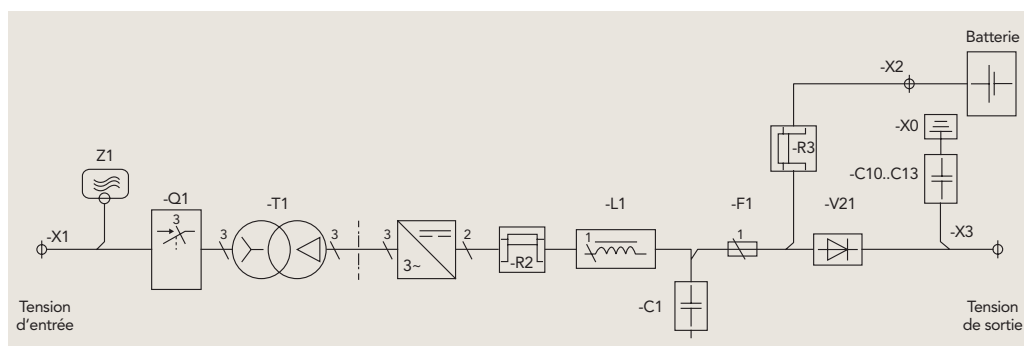 Batterie
-X2
-X0
-R3
Z1
-C10..C13
-Q1
-T1
-L1
-F1
-V21
3
-X1
3
3
3
2
1
1
-X3
3~
-R2
-C1
Tension
d'entrée
Tension
de sortie